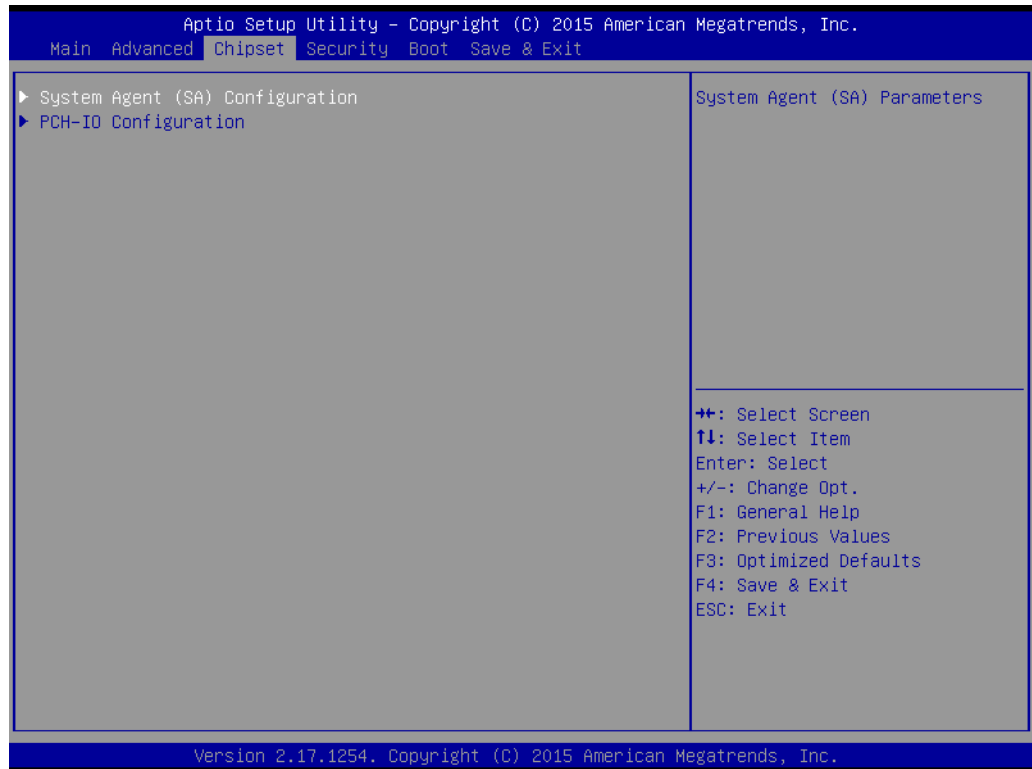 Aptio Setup Utility – Copyright (C) 2015 American Megatrends, Inc.
Main Advanced Chipset Security Boot Save & Exit
▶ System Agent (SA) Configuration
▶ PCH-IO Configuration
System Agent (SA) Parameters
→←: Select Screen
↑↓: Select Item
Enter: Select
+/-: Change Opt.
F1: General Help
F2: Previous Values
F3: Optimized Defaults
F4: Save & Exit
ESC: Exit
Version 2.17.1254. Copyright (C) 2015 American Megatrends, Inc.